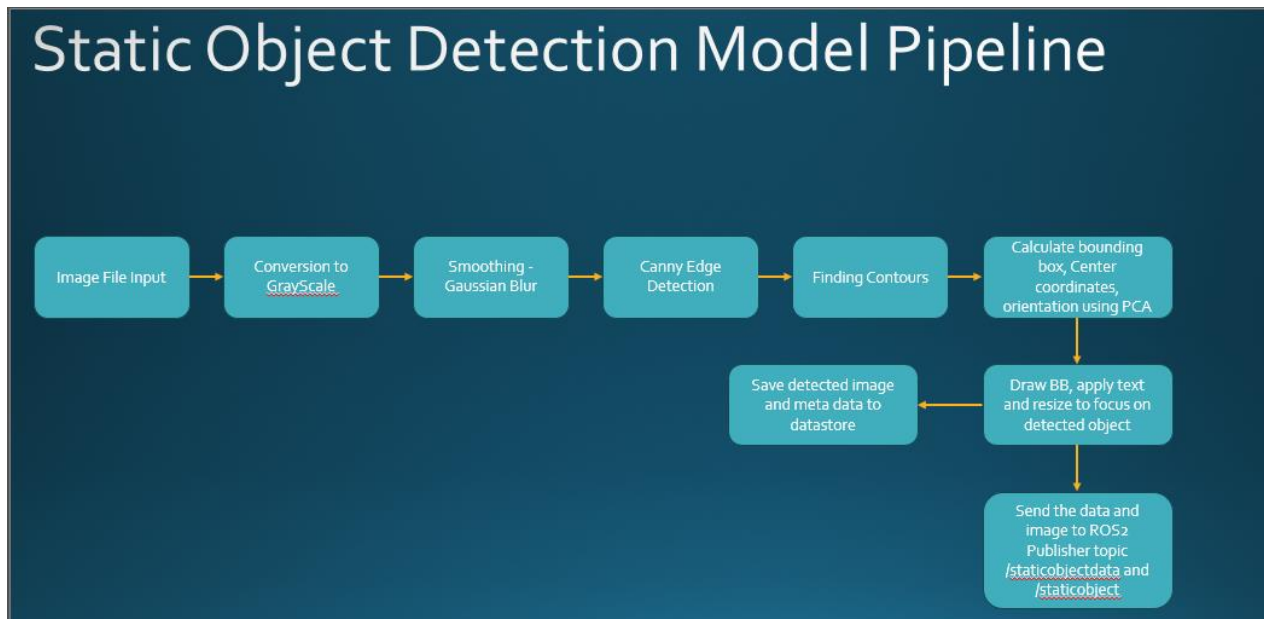 Static Object Detection Model Pipeline
Image File Input
Conversion to
GrayScale
Smoothing -
Gaussian Blur
Canny Edge
Detection
Finding Contours
Calculate bounding
box, Center
coordinates,
orientation using PCA
Draw BB, apply text
and resize to focus on
detected object
Save detected image
and meta data to
datastore
Send the data and
image to ROS2
Publisher topic
/staticobjectdata and
/staticobject